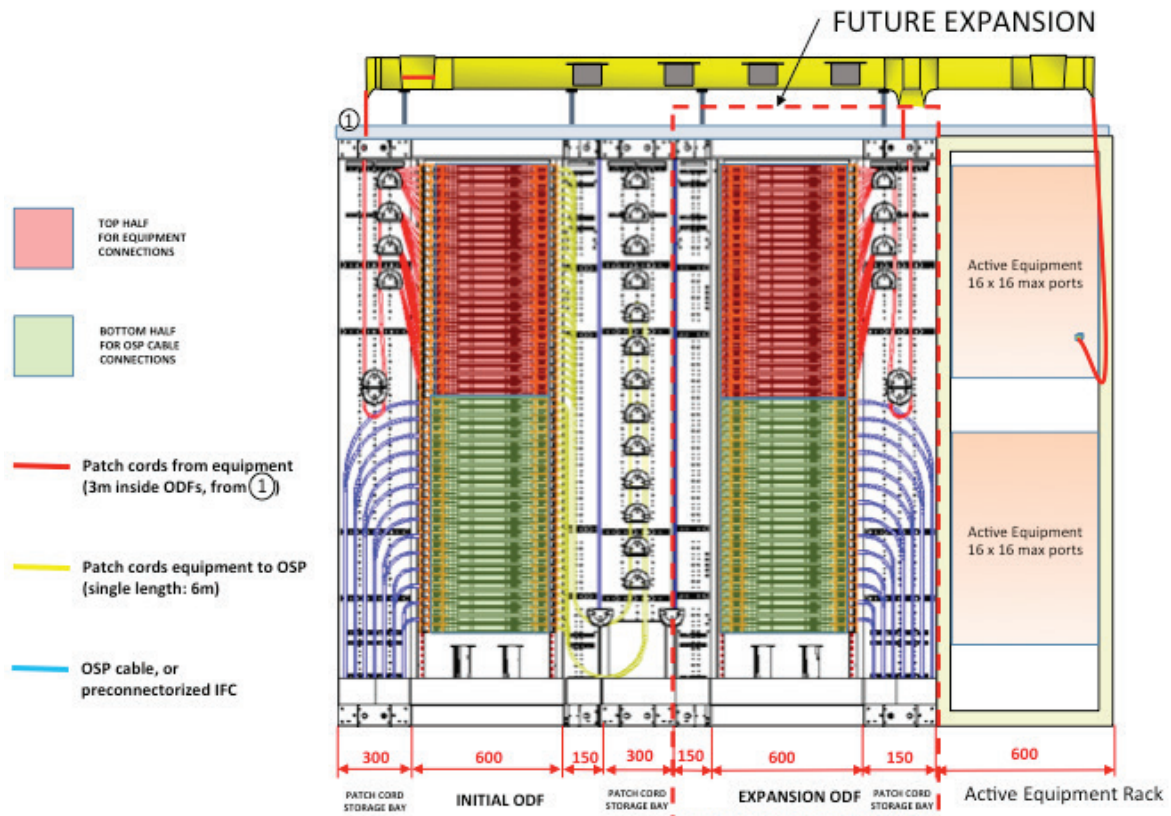 FUTURE EXPANSION
①
TOP HALF
FOR EQUIPMENT
CONNECTIONS
BOTTOM HALF
FOR OSP CABLE
CONNECTIONS
Patch cords from equipment
(3m inside ODFs, from ①)
Patch cords equipment to OSP
(single length: 6m)
OSP cable, or
preconnectorized IFC
Active Equipment
16 x 16 max ports
Active Equipment
16 x 16 max ports
300
600
150
300
150
600
150
600
PATCH CORD
STORAGE BAY
INITIAL ODF
PATCH CORD
STORAGE BAY
EXPANSION ODF
PATCH CORD
STORAGE BAY
Active Equipment Rack